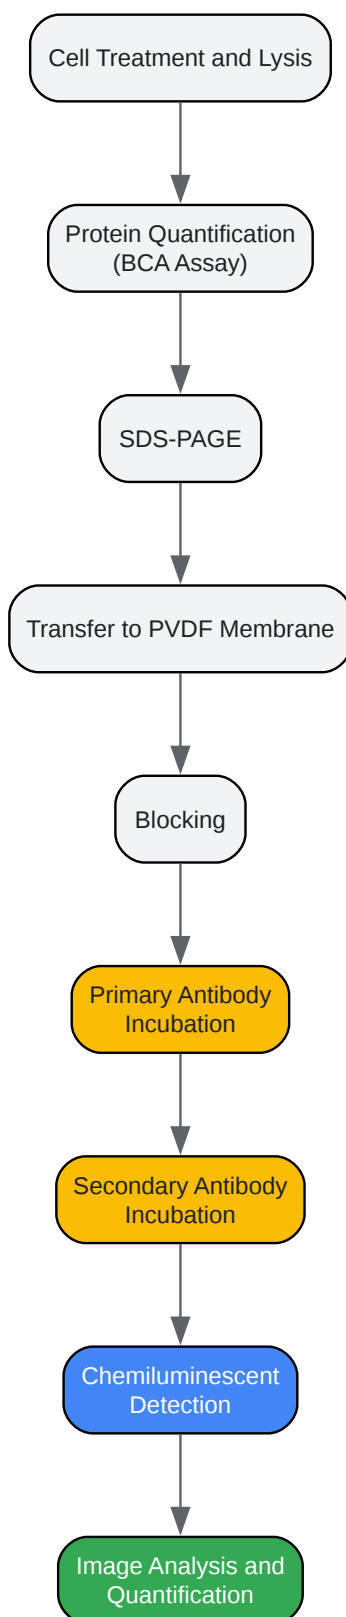 Cell Treatment and Lysis
Protein Quantification
(BCA Assay)
SDS-PAGE
Transfer to PVDF Membrane
Blocking
Primary Antibody
Incubation
Secondary Antibody
Incubation
Chemiluminescent
Detection
Image Analysis and
Quantification